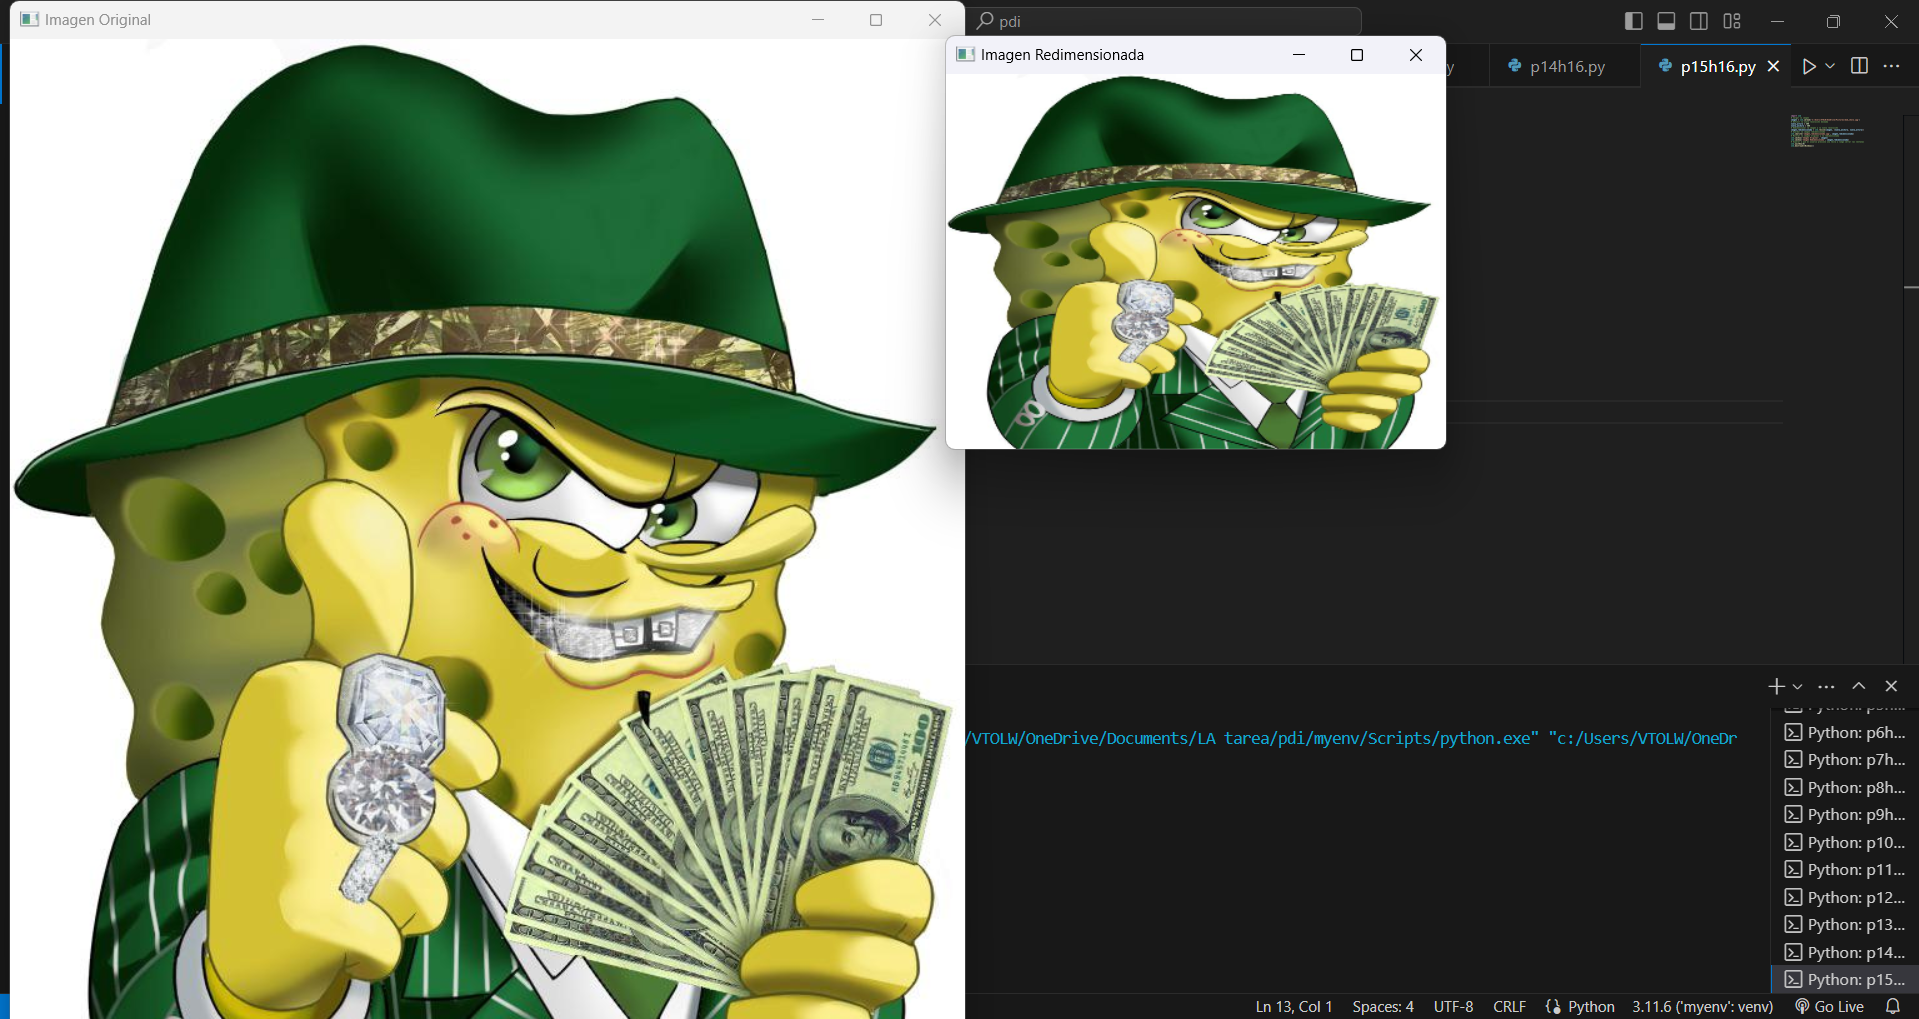 Imagen Original
pdi
Imagen Redimensionada
y
p14h16.py
p15h16.py
100
/VTOLW/OneDrive/Documents/LA tarea/pdi/myenv/Scripts/python.exe" "c:/Users/VTOLW/OneDr
Python: p6h...
Python: p7h...
Python: p8h...
Python: p9h...
Python: p10...
Python: p11...
Python: p12...
Python: p13...
Python: p14...
Python: p15...
Ln 13, Col 1
Spaces: 4
UTF-8
CRLF
Python
3.11.6 ('myenv': venv)
Go Live